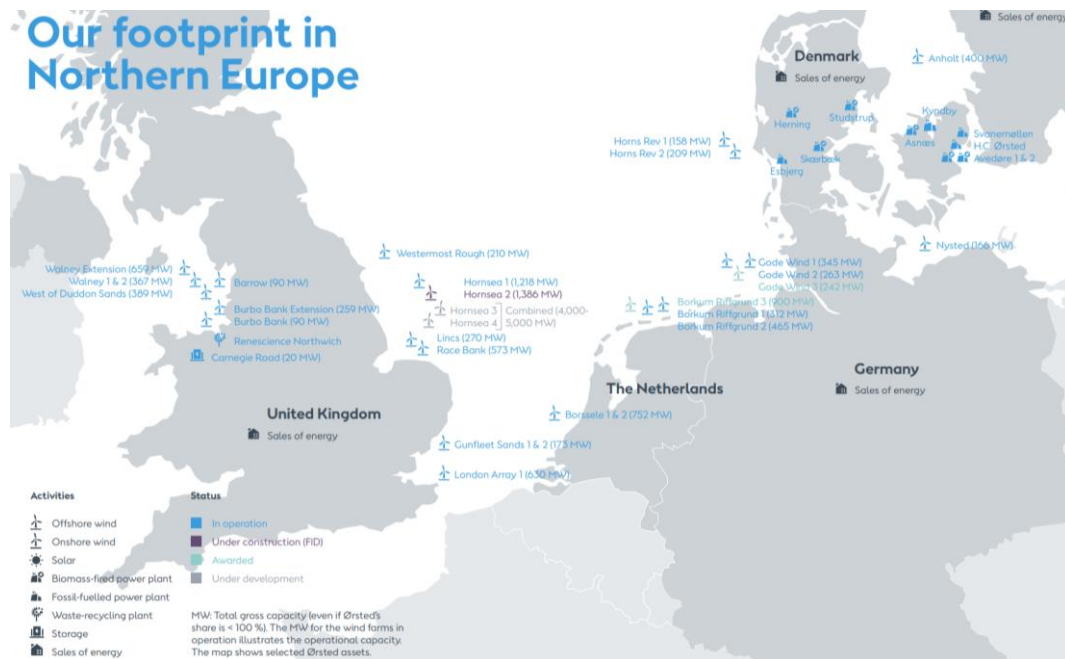 Our footprint in
Northern Europe
Sales of energy
Denmark
Sales of energy
Anholt (400 MW)
Herning
Studstrup
Kyndby
Asnæs
Svanemøllen
H.C. Ørsted
Avedøre 1 & 2
Skærbæk
Esbjerg
Horns Rev 1 (158 MW)
Horns Rev 2 (209 MW)
Nysted (166 MW)
Westermost Rough (210 MW)
Walney Extension (659 MW)
Walney 1 & 2 (367 MW)
West of Duddon Sands (389 MW)
Barrow (90 MW)
Burbo Bank Extension (259 MW)
Burbo Bank (90 MW)
Renescience Northwich
Carnegie Road (20 MW)
Hornsea 1 (1,218 MW)
Hornsea 2 (1,386 MW)
Hornsea 3
Hornsea 4
Combined (4,000-
5,000 MW)
Lincs (270 MW)
Race Bank (573 MW)
Gode Wind 1 (345 MW)
Gode Wind 2 (263 MW)
Gode Wind 3 (242 MW)
Borkum Riffgrund 3 (900 MW)
Borkum Riffgrund 1 (312 MW)
Borkum Riffgrund 2 (465 MW)
Germany
Sales of energy
The Netherlands
Borssele 1 & 2 (752 MW)
United Kingdom
Sales of energy
Gunfleet Sands 1 & 2 (173 MW)
London Array 1 (630 MW)
Activities
Offshore wind
Onshore wind
Solar
Biomass-fired power plant
Fossil-fuelled power plant
Waste-recycling plant
Storage
Sales of energy
Status
In operation
Under construction (FID)
Awarded
Under development
MW: Total gross capacity (even if Ørsted's
share is < 100 %). The MW for the wind farms in
operation illustrates the operational capacity.
The map shows selected Ørsted assets.